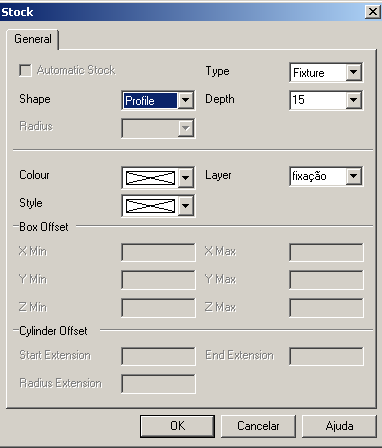 Stock
General
Automatic Stock
Type Fixture
Shape Profile Depth 15
Radius
Colour Layer fixação
Style
Box Offset
X Min X Max
Y Min Y Max
Z Min Z Max
Cylinder Offset
Start Extension End Extension
Radius Extension
OK Cancelar Ajuda